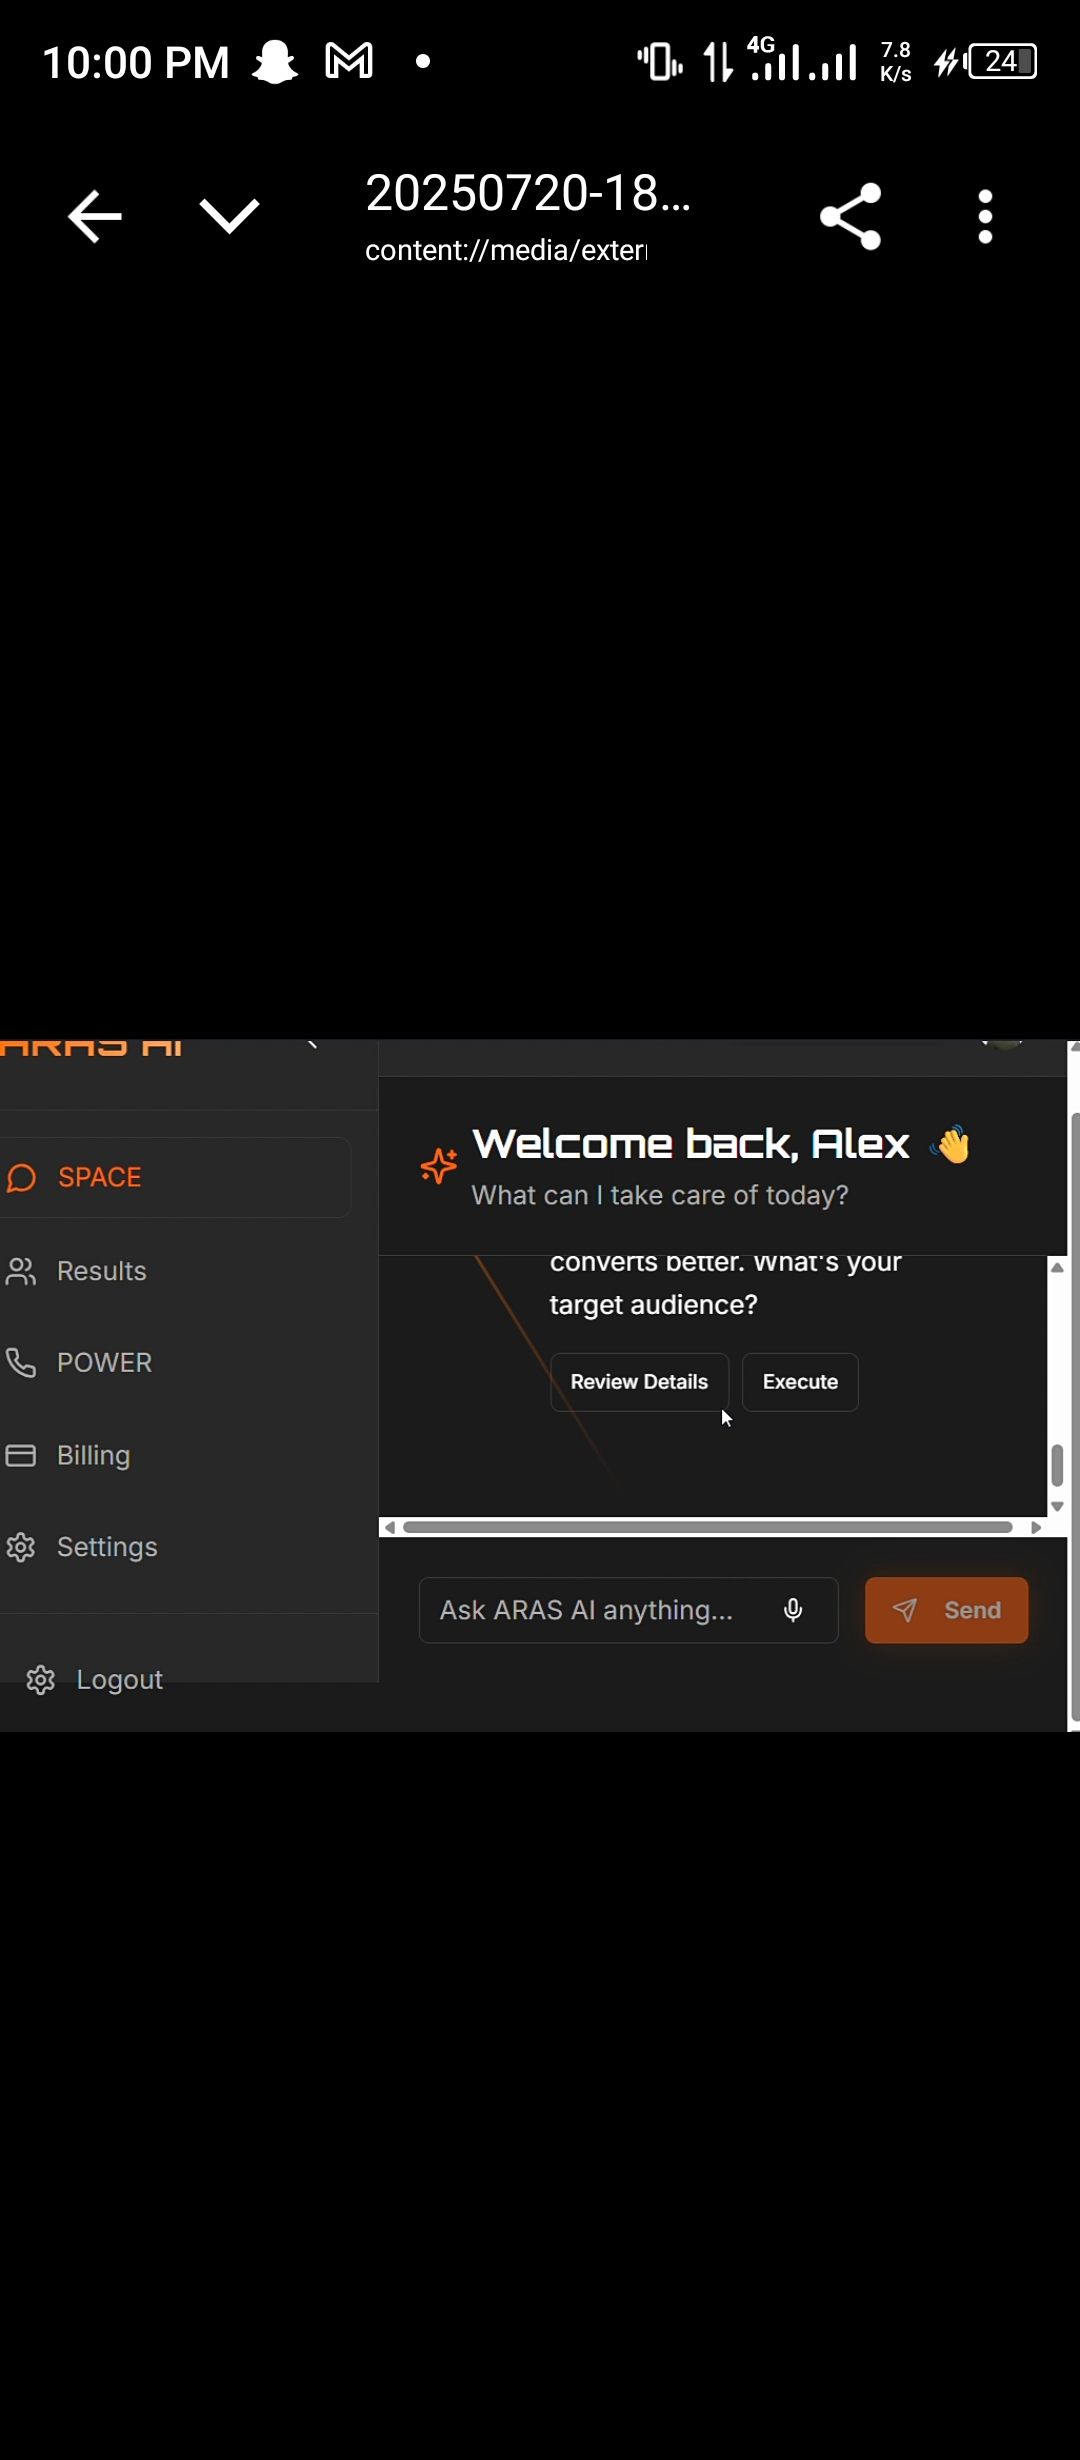 10:00 PM
4G
7.8
K/s
24
20250720-18...
content://media/exter
ARAS AI
Welcome back, Alex 👋
What can I take care of today?
SPACE
Results
POWER
Billing
Settings
Logout
converts better. What's your
target audience?
Review Details
Execute
Ask ARAS AI anything...
Send